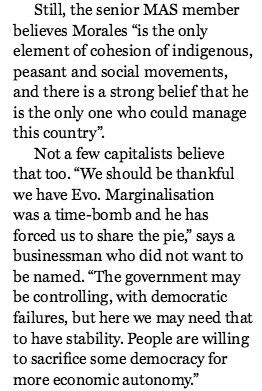 Still, the senior MAS member
believes Morales “is the only
element of cohesion of indigenous,
peasant and social movements,
and there is a strong belief that he
is the only one who could manage
this country”.
Not a few capitalists believe
that too. “We should be thankful
we have Evo. Marginalisation
was a time-bomb and he has
forced us to share the pie,” says a
businessman who did not want to
be named. “The government may
be controlling, with democratic
failures, but here we may need that
to have stability. People are willing
to sacrifice some democracy for
more economic autonomy.”